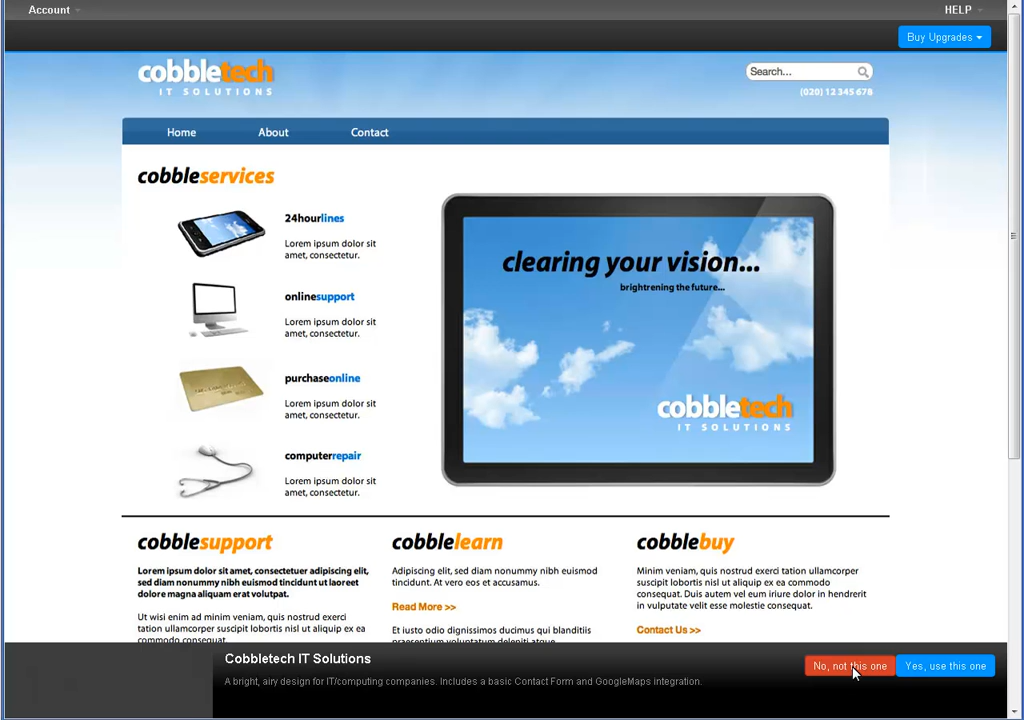 Account
HELP
Buy Upgrades
cobbletech
IT SOLUTIONS
Search...
(020) 12 345 678
Home
About
Contact
cobbleservices
24hourlines
Lorem ipsum dolor sit
amet, consectetur.
onlinesupport
Lorem ipsum dolor sit
amet, consectetur.
purchaseonline
Lorem ipsum dolor sit
amet, consectetur.
computerrepair
Lorem ipsum dolor sit
amet, consectetur.
clearing your vision...
brightrening the future...
cobbletech
IT SOLUTIONS
cobblesupport
Lorem ipsum dolor sit amet, consectetuer adipiscing elit,
sed diam nonummy nibh euismod tincidunt ut laoreet
dolore magna aliquam erat volutpat.
Ut wisi enim ad minim veniam, quis nostrud exerci
tation ullamcorper suscipit lobortis nisl ut aliquip ex ea
commodo consequat.
cobblelearn
Adipiscing elit, sed diam nonummy nibh euismod
tincidunt. At vero eos et accusamus.
Read More >>
Et iusto odio dignissimos ducimus qui blanditiis
praesentium voluptatum deleniti atque
cobblebuy
Minim veniam, quis nostrud exerci tation ullamcorper
suscipit lobortis nisl ut aliquip ex ea commodo
consequat. Duis autem vel eum iriure dolor in hendrerit
in vulputate velit esse molestie consequat.
Contact Us >>
Cobbletech IT Solutions
A bright, airy design for IT/computing companies. Includes a basic Contact Form and GoogleMaps integration.
No, not this one
Yes, use this one